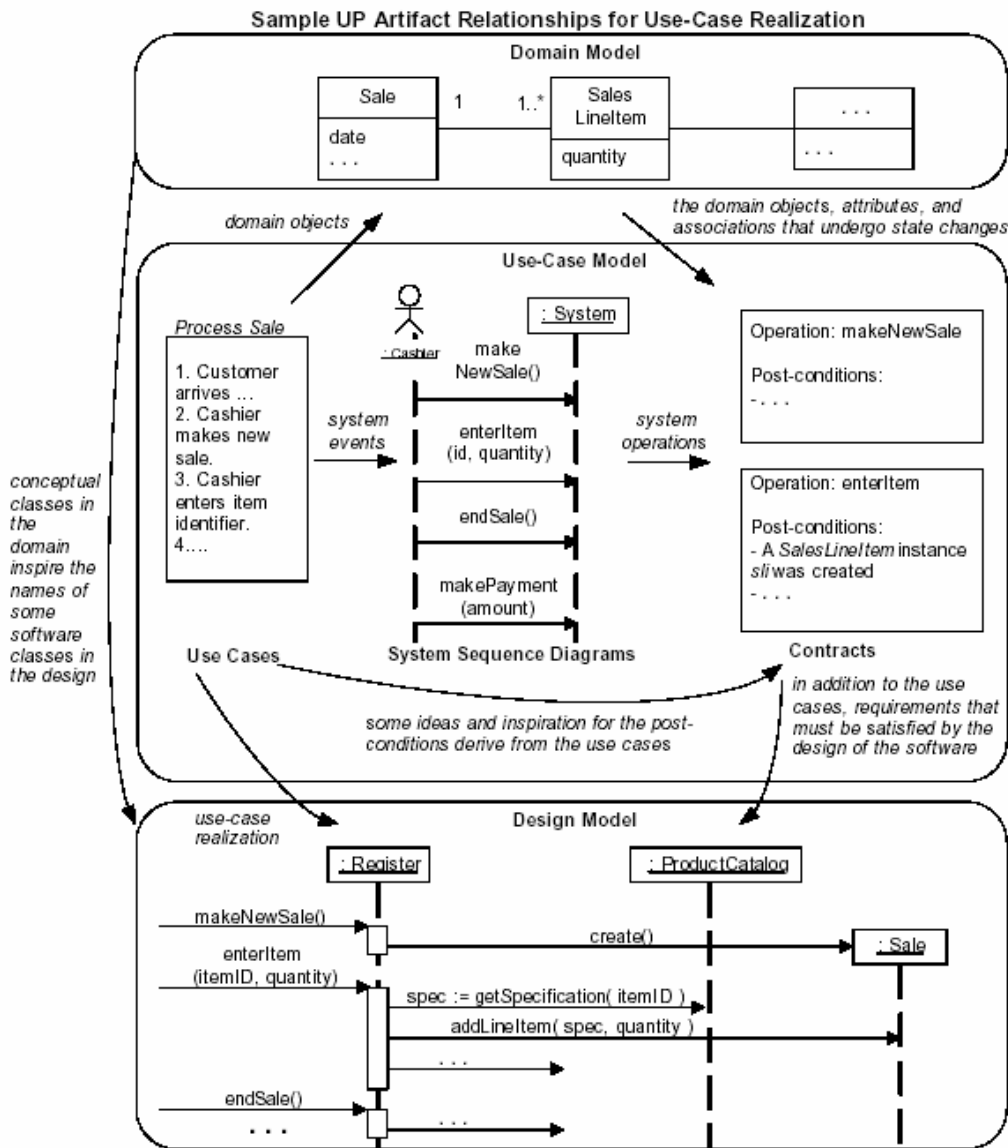 Sample UP Artifact Relationships for Use-Case Realization
Domain Model
Sale
1
1..*
Sales
LineItem
. . .
date
. . .
quantity
. . .
domain objects
the domain objects, attributes, and
associations that undergo state changes
Use-Case Model
Process Sale
1. Customer
arrives ...
2. Cashier
makes new
sale.
3. Cashier
enters item
identifier.
4....
system
events
: Cashier
: System
make
NewSale()
enterItem
(id, quantity)
endSale()
makePayment
(amount)
system
operations
Operation: makeNewSale
Post-conditions:
- . . .
Operation: enterItem
Post-conditions:
- A SalesLineItem instance
sli was created
- . . .
conceptual
classes in
the
domain
inspire the
names of
some
software
classes in
the design
Use Cases
System Sequence Diagrams
Contracts
some ideas and inspiration for the post-
conditions derive from the use cases
in addition to the use
cases, requirements that
must be satisfied by the
design of the software
Design Model
use-case
realization
: Register
: ProductCatalog
makeNewSale()
create()
: Sale
enterItem
(itemID, quantity)
spec := getSpecification( itemID )
addLineItem( spec, quantity )
. . .
endSale()
. . .
. . .